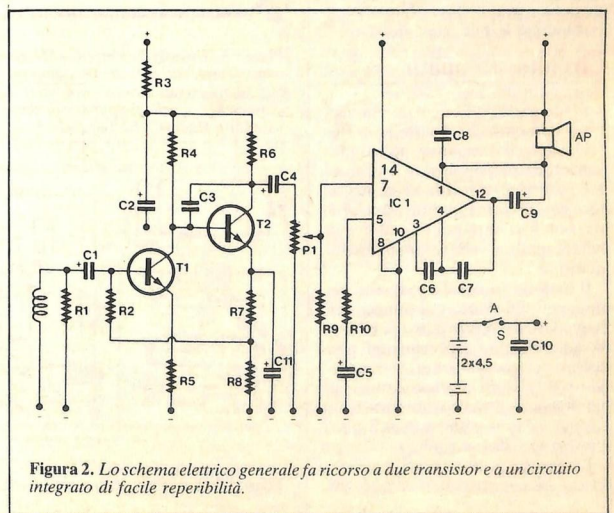 R3
R4
R6
C2
C3
C4
T2
C1
T1
P1
R1
R2
R7
R5
R8
C11
R9
R10
C5
14
7
IC 1
5
8
10
3
4
1
12
C6
C7
C8
AP
C9
A
S
2x4,5
C10
Figura 2. Lo schema elettrico generale fa ricorso a due transistor e a un circuito
integrato di facile reperibilità.